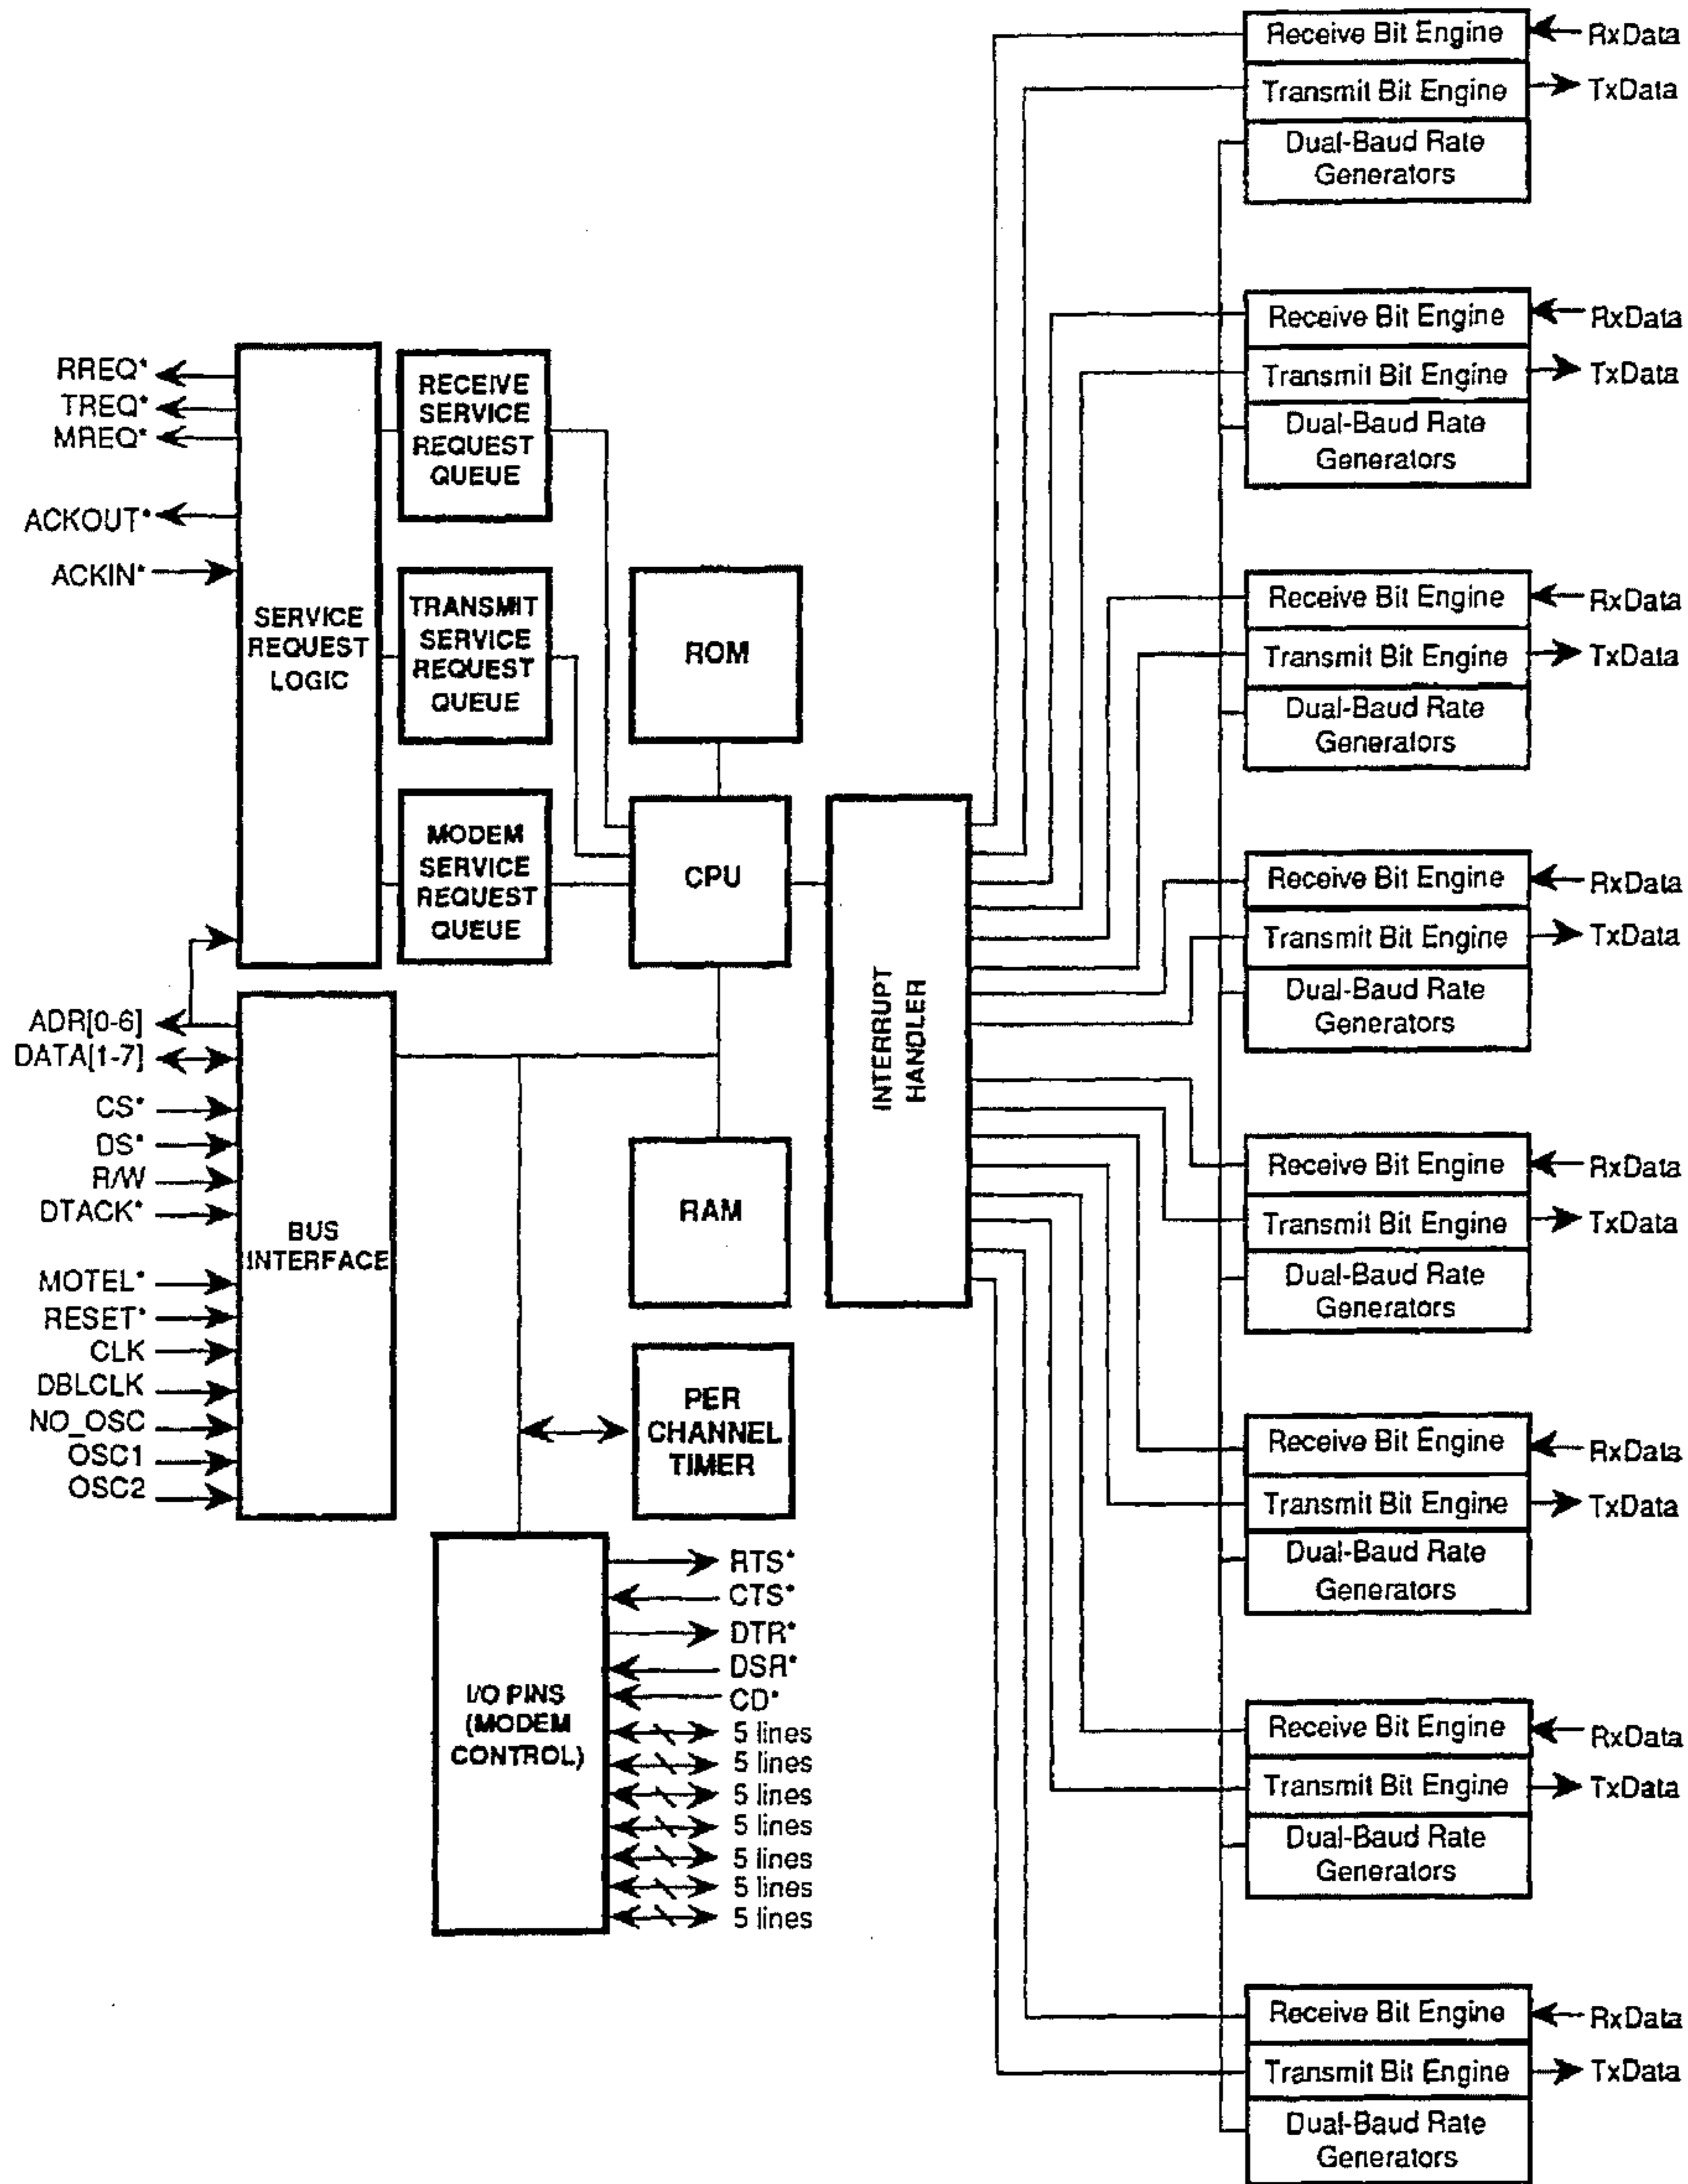 RREQ*
TREQ*
MREQ*
ACKOUT*
ACKIN*
SERVICE
REQUEST
LOGIC
RECEIVE
SERVICE
REQUEST
QUEUE
TRANSMIT
SERVICE
REQUEST
QUEUE
MODEM
SERVICE
REQUEST
QUEUE
ROM
CPU
RAM
ADR[0-6]
DATA[1-7]
CS*
DS*
R/W
DTACK*
MOTEL*
RESET*
CLK
DBLCLK
NO_OSC
OSC1
OSC2
BUS
INTERFACE
PER
CHANNEL
TIMER
I/O PINS
(MODEM
CONTROL)
RTS*
CTS*
DTR*
DSR*
CD*
5 lines
5 lines
5 lines
5 lines
5 lines
5 lines
5 lines
INTERRUPT
HANDLER
Receive Bit Engine
RxData
Transmit Bit Engine
TxData
Dual-Baud Rate
Generators
Receive Bit Engine
RxData
Transmit Bit Engine
TxData
Dual-Baud Rate
Generators
Receive Bit Engine
RxData
Transmit Bit Engine
TxData
Dual-Baud Rate
Generators
Receive Bit Engine
RxData
Transmit Bit Engine
TxData
Dual-Baud Rate
Generators
Receive Bit Engine
RxData
Transmit Bit Engine
TxData
Dual-Baud Rate
Generators
Receive Bit Engine
RxData
Transmit Bit Engine
TxData
Dual-Baud Rate
Generators
Receive Bit Engine
RxData
Transmit Bit Engine
TxData
Dual-Baud Rate
Generators
Receive Bit Engine
RxData
Transmit Bit Engine
TxData
Dual-Baud Rate
Generators